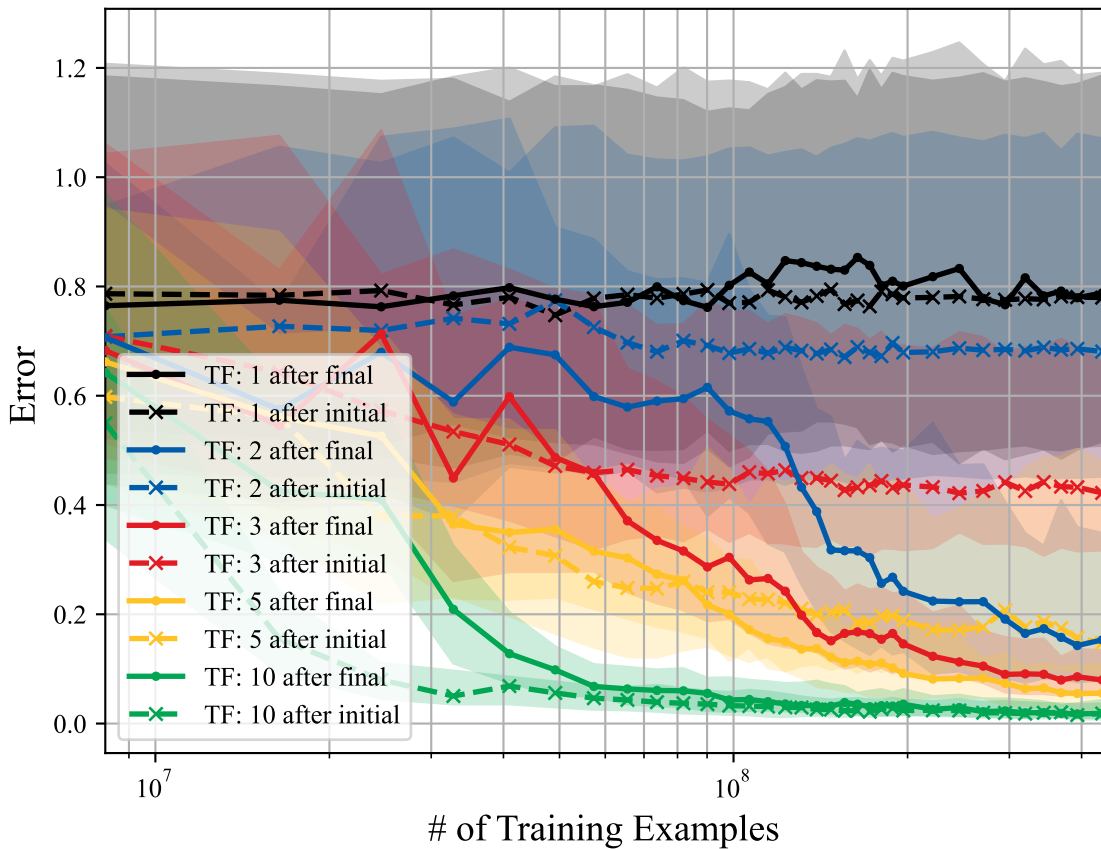 1.2
1.0
0.8
0.6
0.4
0.2
0.0
Error
TF: 1 after final
TF: 1 after initial
TF: 2 after final
TF: 2 after initial
TF: 3 after final
TF: 3 after initial
TF: 5 after final
TF: 5 after initial
TF: 10 after final
TF: 10 after initial
10⁷ 10⁸
# of Training Examples